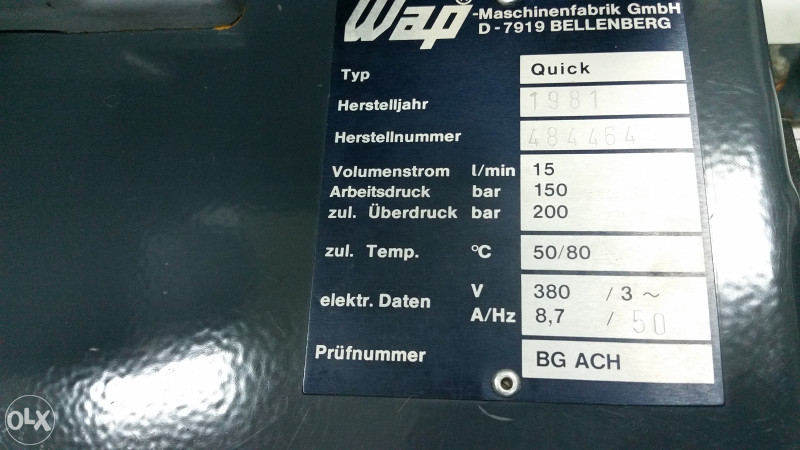 Wap® -Maschinenfabrik GmbH
D-7919 BELLENBERG
Typ Quick
Herstelljahr 1981
Herstellnummer 484464
Volumenstrom l/min 15
Arbeitsdruck bar 150
zul. Überdruck bar 200
zul. Temp. °C 50/80
elektr. Daten V 380 / 3 ~
A/Hz 8,7 / 50
Prüfnummer BG ACH
OLX